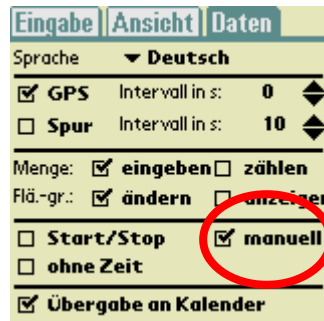 Eingabe Ansicht Daten
Sprache Deutsch
GPS Intervall in s: 0
Spur Intervall in s: 10
Menge: eingeben zählen
Flä.-gr.: ändern anzeigen
Start/Stop manuell
ohne Zeit
Übergabe an Kalender